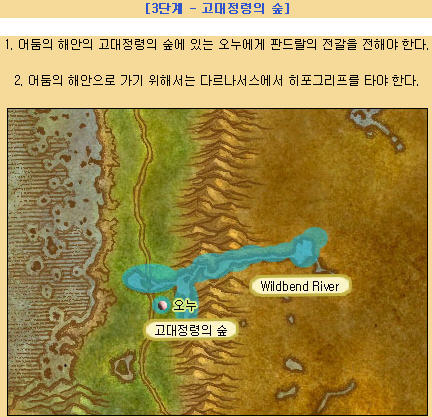 [3단계 - 고대정령의 숲]
1. 어둠의 해안의 고대정령의 숲에 있는 오누에게 판드랄의 전갈을 전해야 한다.
2. 어둠의 해안으로 가기 위해서는 다르나서스에서 히포그리프를 타야 한다.
Wildbend River
오누
고대정령의 숲